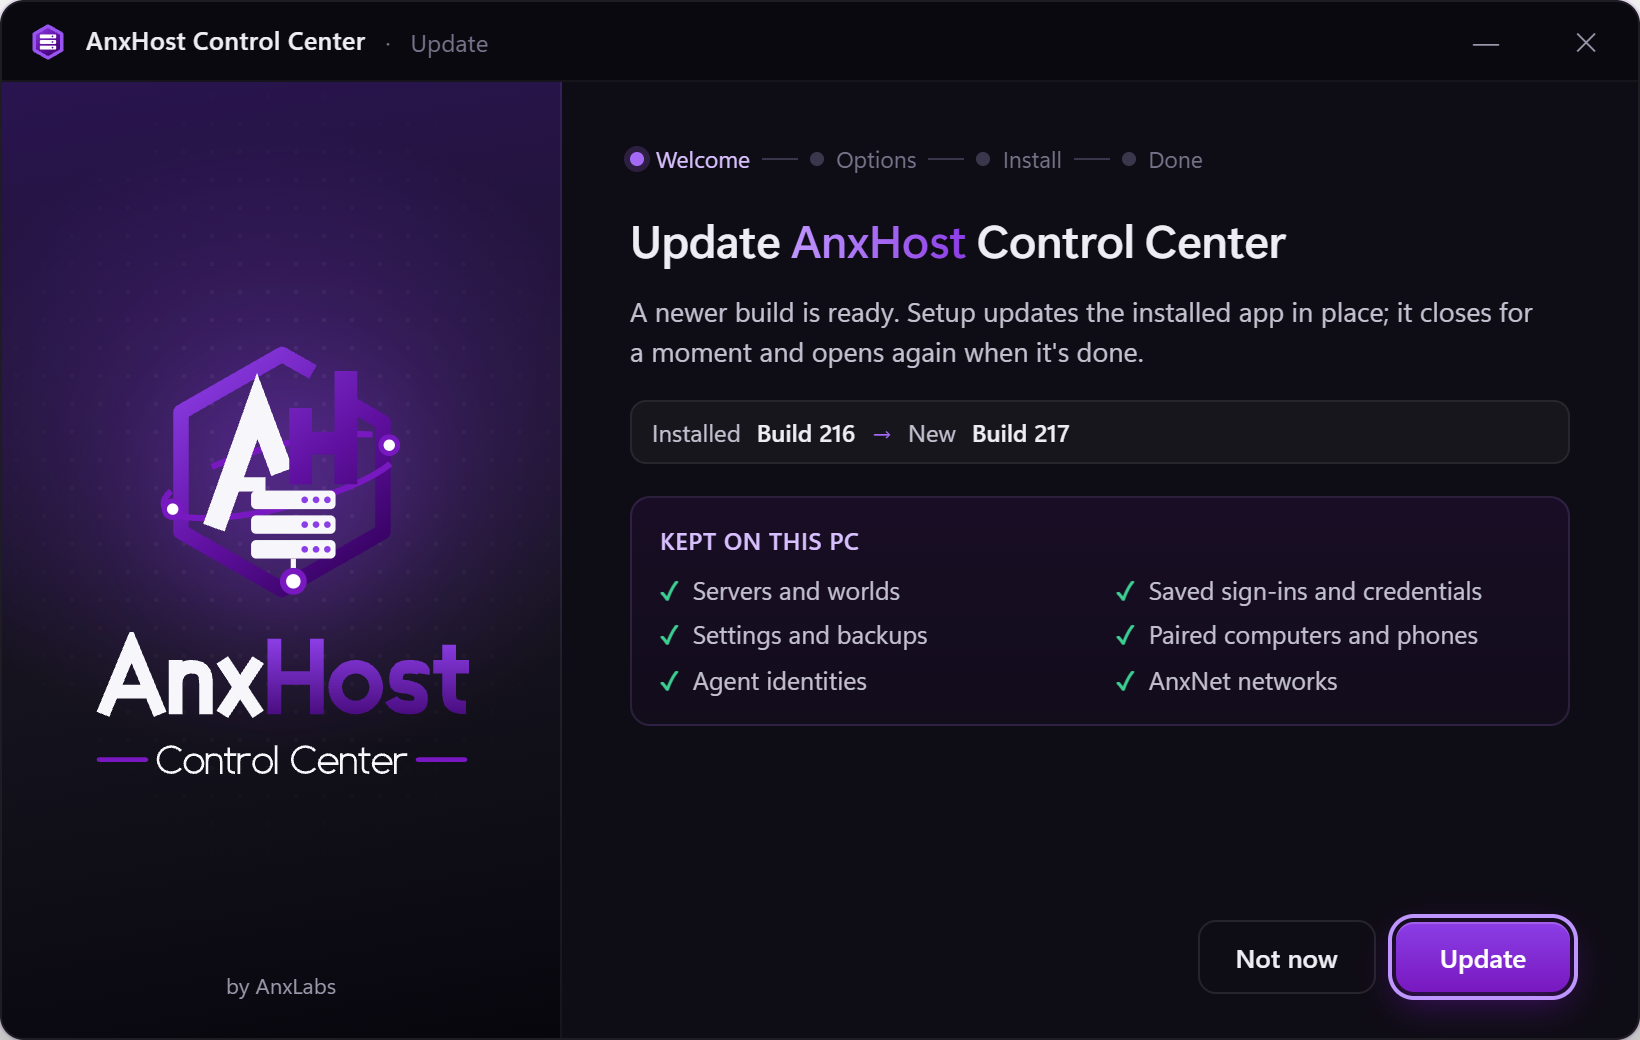 AnxHost Control Center · Update
AH
AnxHost
Control Center
by AnxLabs
Welcome
Options
Install
Done
Update AnxHost Control Center
A newer build is ready. Setup updates the installed app in place; it closes for
a moment and opens again when it's done.
Installed Build 216 → New Build 217
KEPT ON THIS PC
✓ Servers and worlds
✓ Saved sign-ins and credentials
✓ Settings and backups
✓ Paired computers and phones
✓ Agent identities
✓ AnxNet networks
Not now
Update